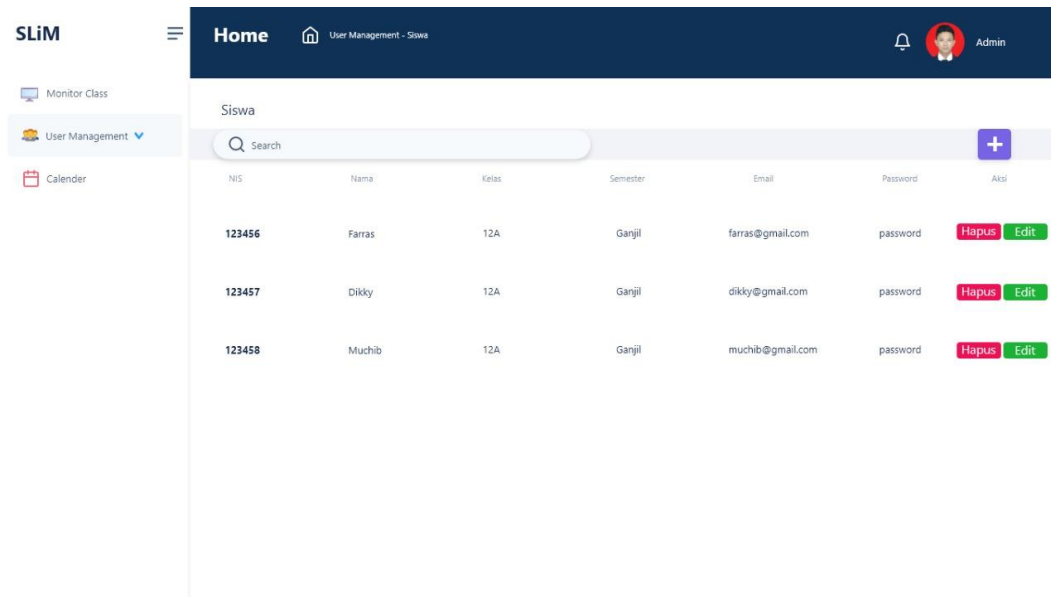 SLiM
Home
User Management - Siswa
Admin
Monitor Class
User Management
Calender
Siswa
Search
NIS Nama Kelas Semester Email Password Aksi
123456 Farras 12A Ganjil farras@gmail.com password Hapus Edit
123457 Dikky 12A Ganjil dikky@gmail.com password Hapus Edit
123458 Muchib 12A Ganjil muchib@gmail.com password Hapus Edit